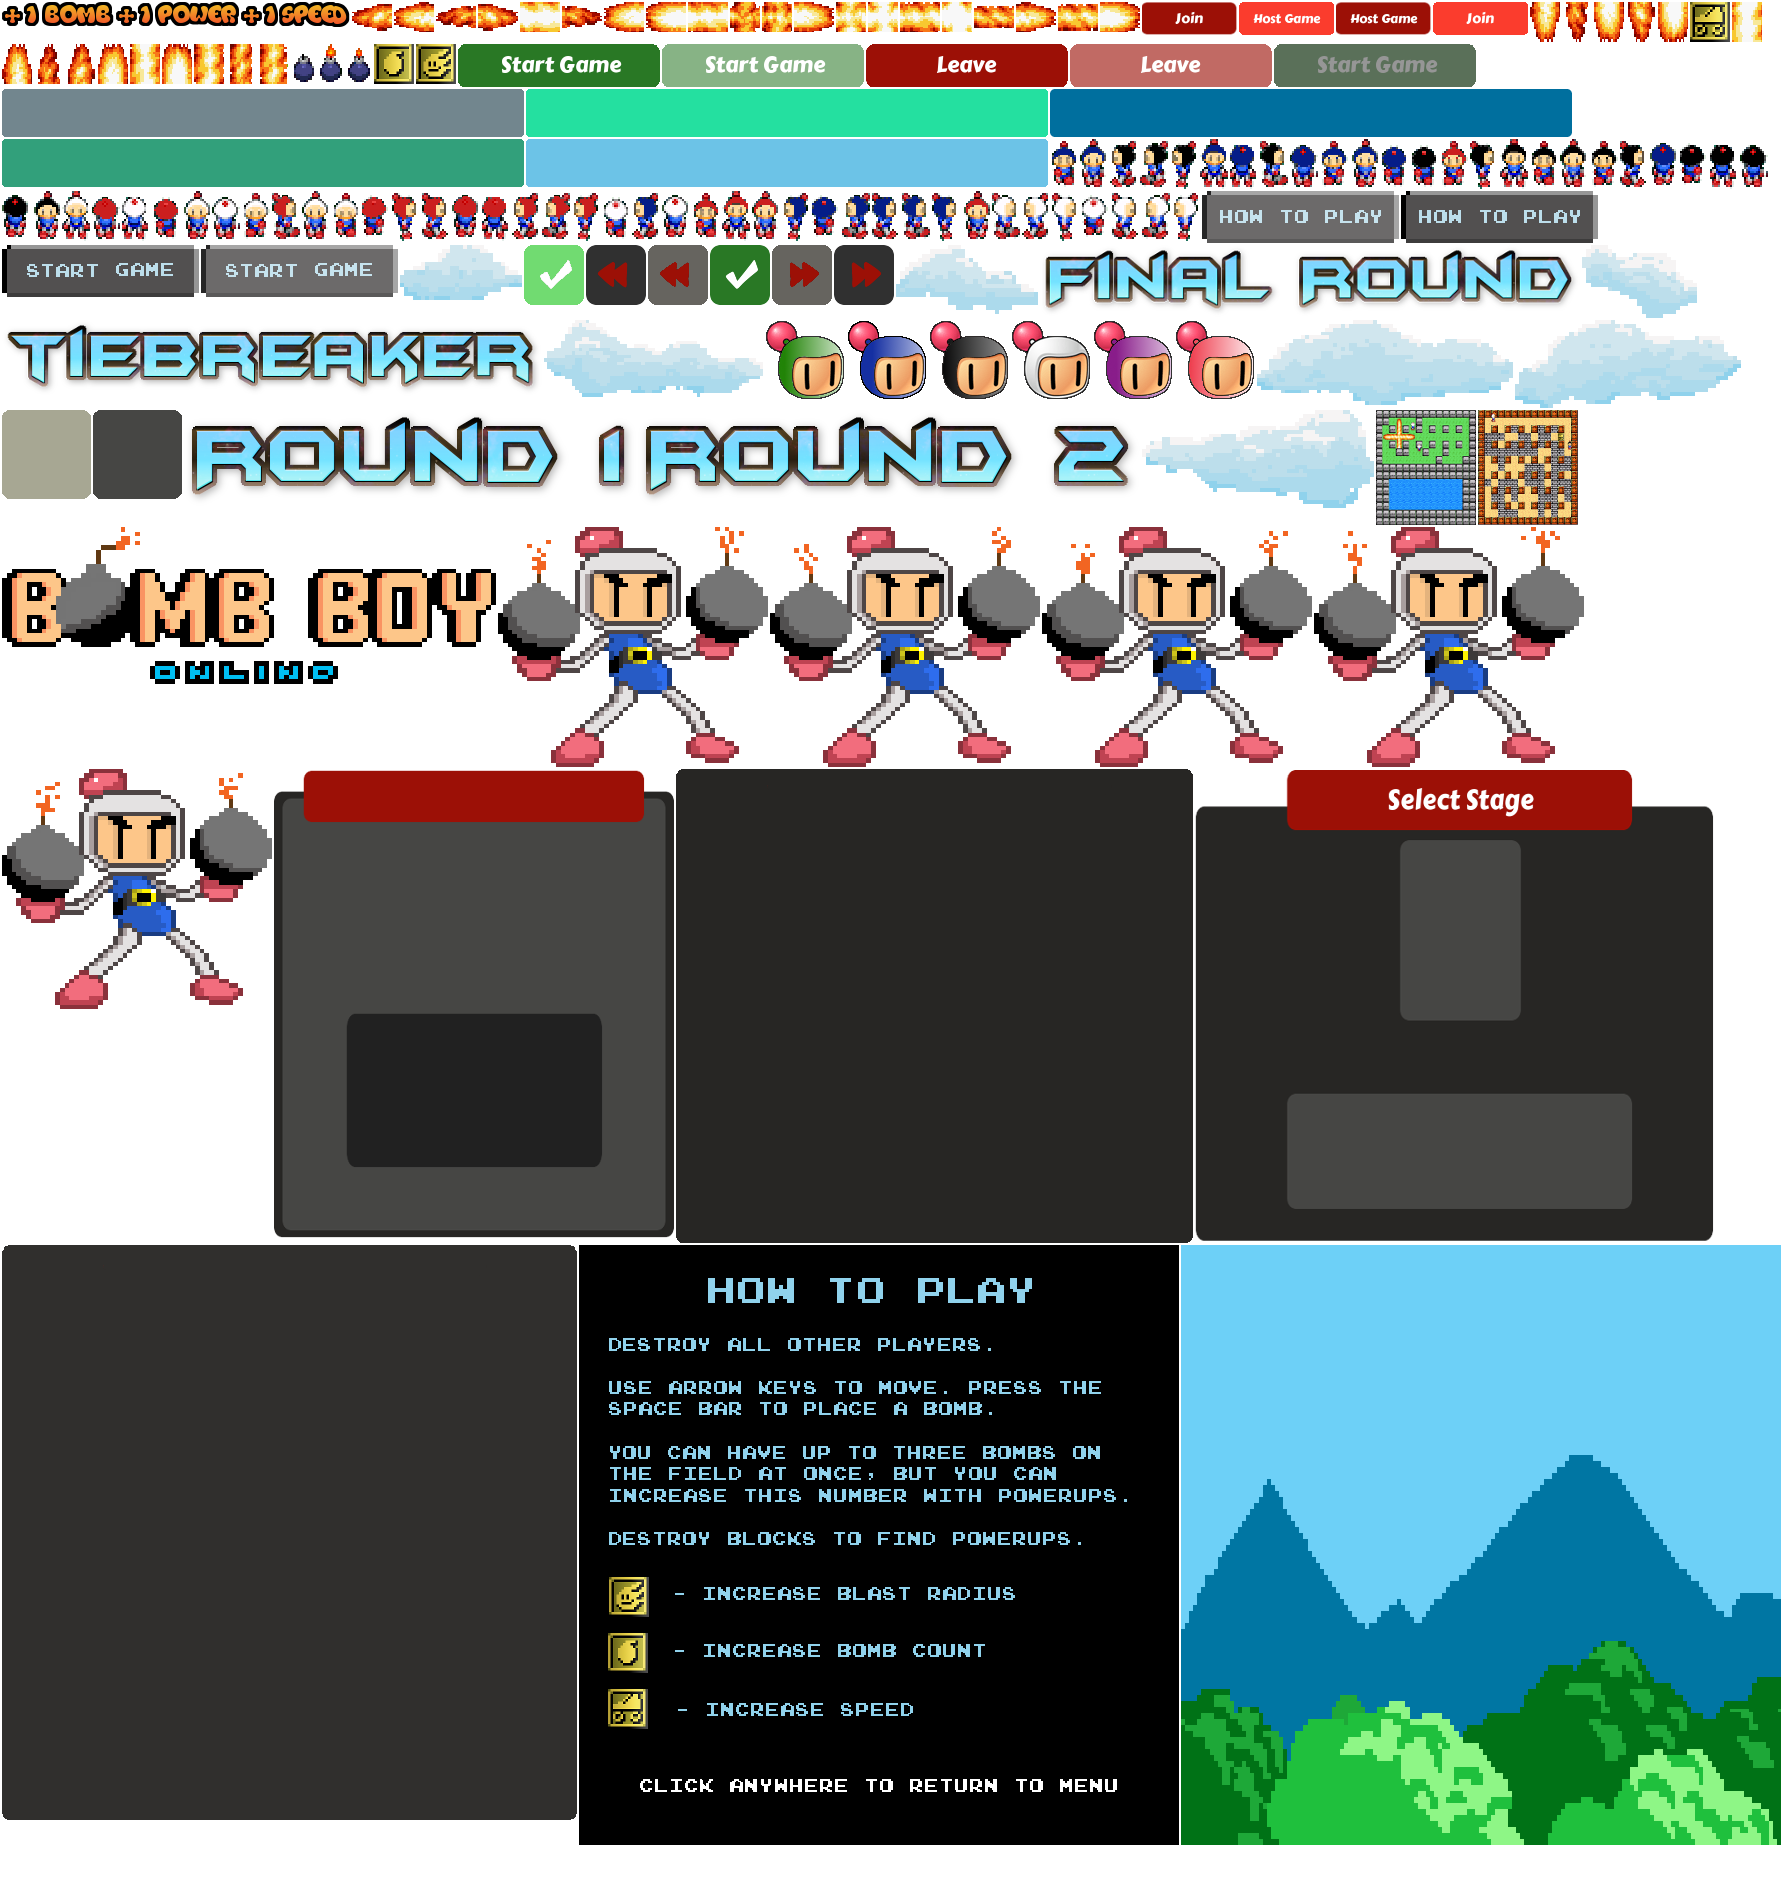 +1 BOMB +1 POWER +1 SPEED
Join
Host Game
Host Game
Join
Start Game
Start Game
Leave
Leave
Start Game
HOW TO PLAY
HOW TO PLAY
START GAME
START GAME
FINAL ROUND
TIEBREAKER
ROUND 1
ROUND 2
BOMB BOY
ONLINO
Select Stage
HOW TO PLAY
DESTROY ALL OTHER PLAYERS.
USE ARROW KEYS TO MOVE. PRESS THE
SPACE BAR TO PLACE A BOMB.
YOU CAN HAVE UP TO THREE BOMBS ON
THE FIELD AT ONCE, BUT YOU CAN
INCREASE THIS NUMBER WITH POWERUPS.
DESTROY BLOCKS TO FIND POWERUPS.
- INCREASE BLAST RADIUS
- INCREASE BOMB COUNT
- INCREASE SPEED
CLICK ANYWHERE TO RETURN TO MENU